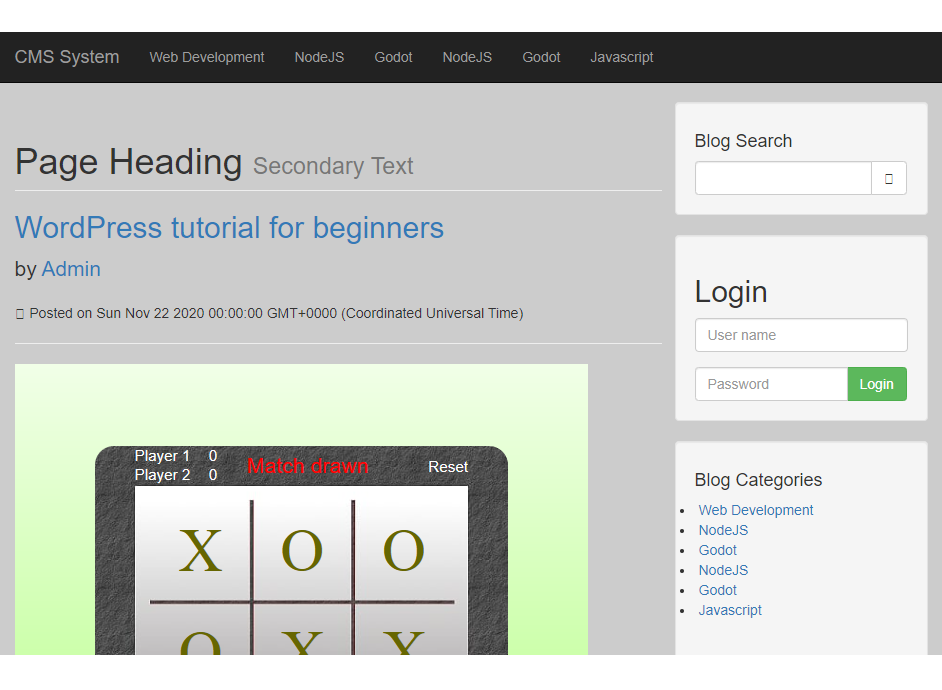 CMS System Web Development NodeJS Godot NodeJS Godot Javascript
Page Heading Secondary Text
WordPress tutorial for beginners
by Admin
Posted on Sun Nov 22 2020 00:00:00 GMT+0000 (Coordinated Universal Time)
Player 1 0
Player 2 0
Match drawn
Reset
X O O
O X X
Blog Search
Login
User name
Password Login
Blog Categories
Web Development
NodeJS
Godot
NodeJS
Godot
Javascript